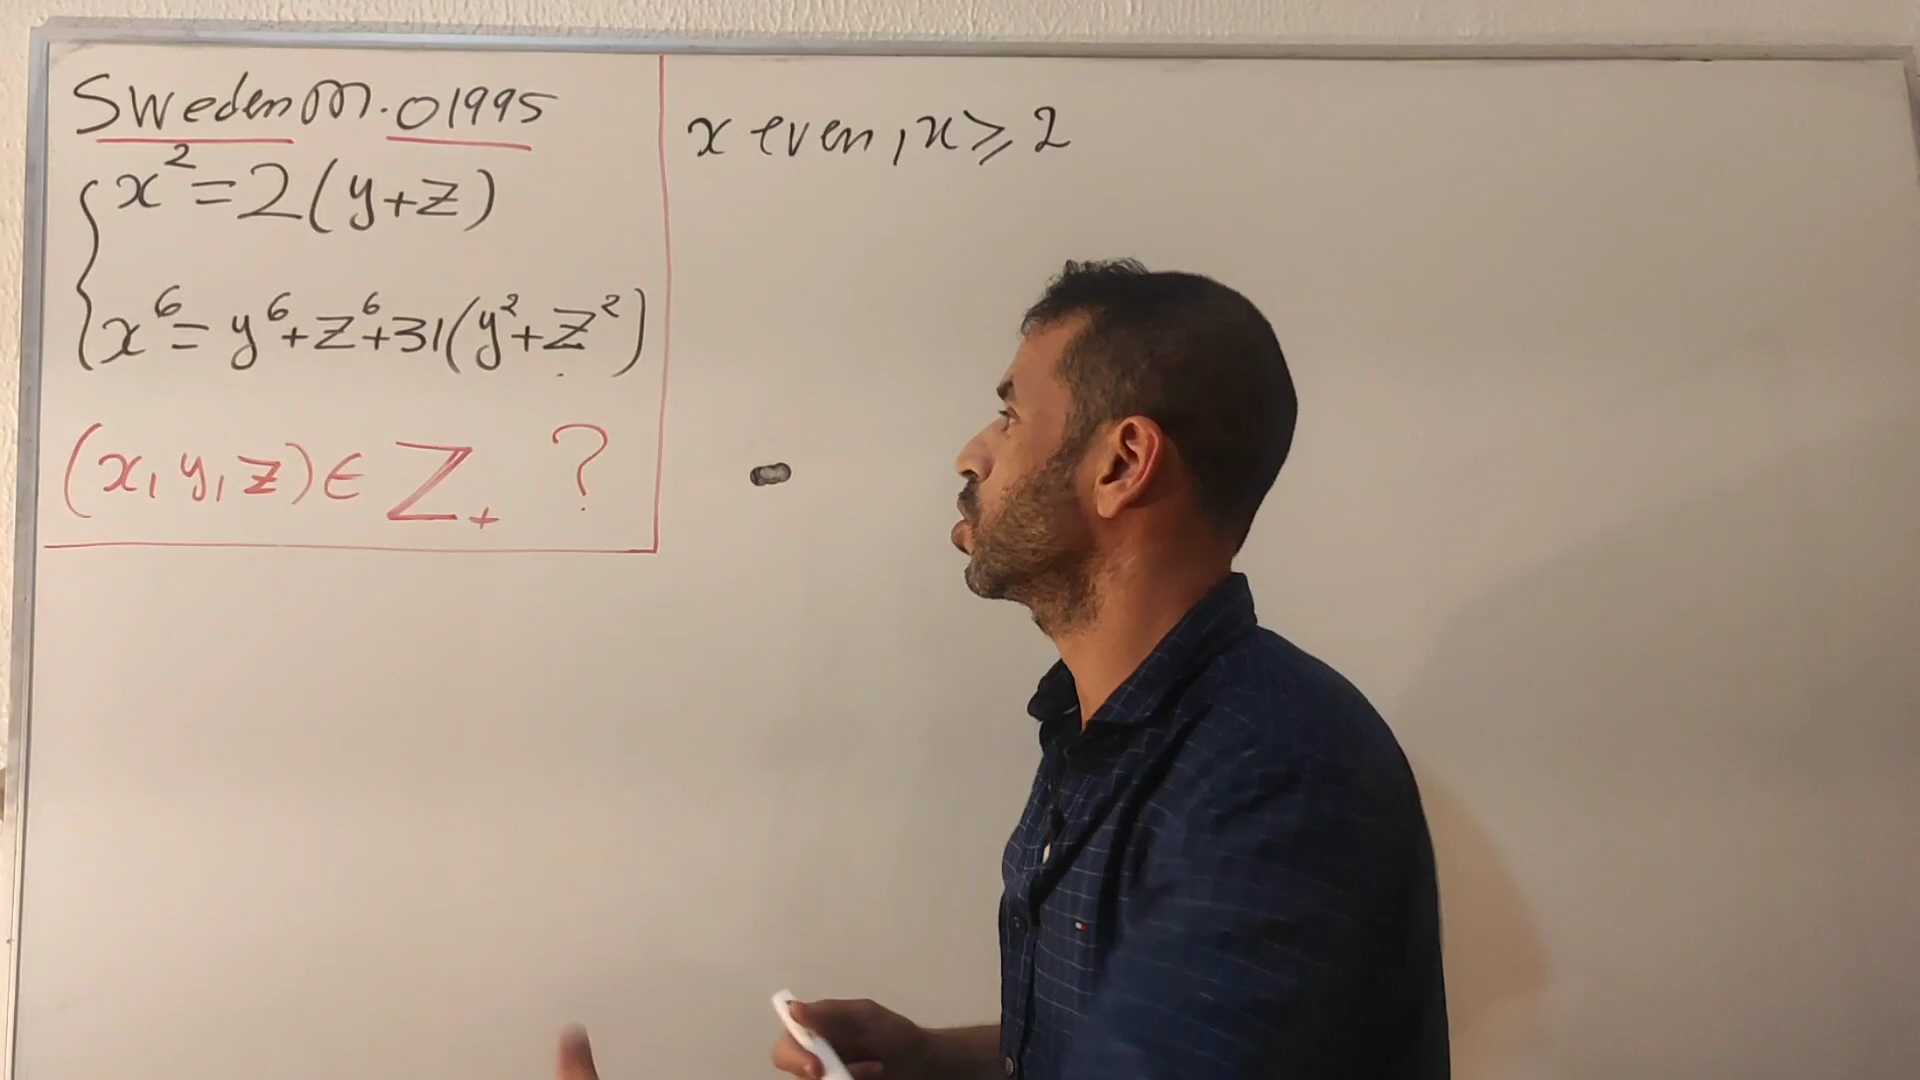 Sweden M.O 1995
x² = 2(y+z)
x⁶ = y⁶+z⁶+31(y²+z²)
(x, y, z) ∈ Z₊ ?
x even, x ⩾ 2